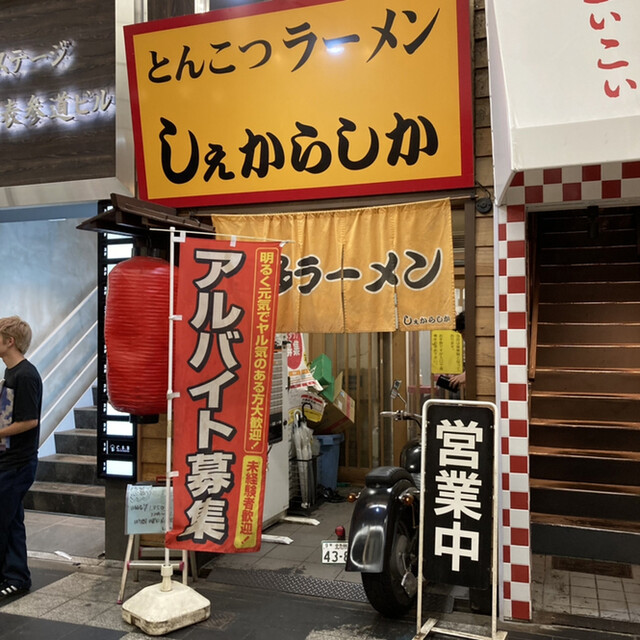 とんこつラーメン
しぇからしか
ステージ
表参道ビル
いこい
ラーメン
しぇからしか
明るく元気でヤル気のある方大歓迎!
アルバイト募集
未経験者歓迎!
営業中
43-8